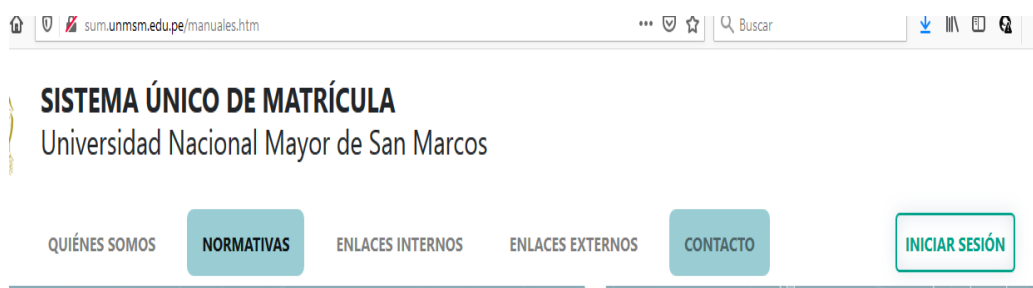 sum.unmsm.edu.pe/manuales.htm Buscar
SISTEMA ÚNICO DE MATRÍCULA
Universidad Nacional Mayor de San Marcos
QUIÉNES SOMOS NORMATIVAS ENLACES INTERNOS ENLACES EXTERNOS CONTACTO INICIAR SESIÓN